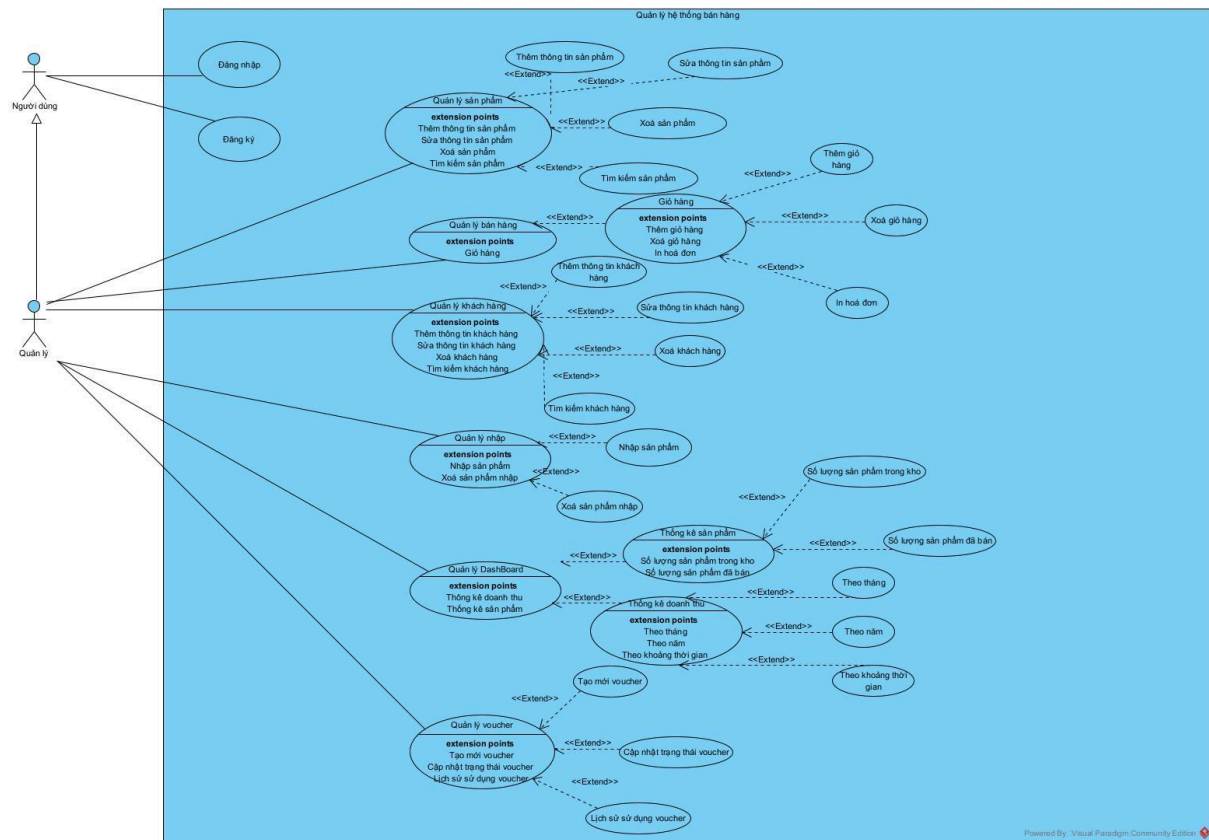 Quản lý hệ thống bán hàng
Người dùng
Đăng nhập
Đăng ký
Thêm thông tin sản phẩm
<<Extend>>
Sửa thông tin sản phẩm
<<Extend>>
Quản lý sản phẩm
extension points
Thêm thông tin sản phẩm
Sửa thông tin sản phẩm
Xoá sản phẩm
Tìm kiếm sản phẩm
<<Extend>>
Xoá sản phẩm
<<Extend>>
Tìm kiếm sản phẩm
Quản lý bán hàng
extension points
Giỏ hàng
<<Extend>>
Giỏ hàng
extension points
Thêm giỏ hàng
Xoá giỏ hàng
In hoá đơn
<<Extend>>
Thêm giỏ
hàng
<<Extend>>
Xoá giỏ hàng
<<Extend>>
In hoá đơn
Quản lý
Quản lý khách hàng
extension points
Thêm thông tin khách hàng
Sửa thông tin khách hàng
Xoá khách hàng
Tìm kiếm khách hàng
Thêm thông tin khách
hàng
<<Extend>>
<<Extend>>
Sửa thông tin khách hàng
<<Extend>>
Xoá khách hàng
<<Extend>>
Tìm kiếm khách hàng
Quản lý nhập
extension points
Nhập sản phẩm
Xoá sản phẩm nhập
<<Extend>>
Nhập sản phẩm
<<Extend>>
Xoá sản phẩm nhập
Quản lý DashBoard
extension points
Thông kê doanh thu
Thống kê sản phẩm
<<Extend>>
Thống kê sản phẩm
extension points
Số lượng sản phẩm trong kho
Số lượng sản phẩm đã bán
<<Extend>>
Số lượng sản phẩm trong kho
<<Extend>>
Số lượng sản phẩm đã bán
<<Extend>>
Thống kê doanh thu
extension points
Theo tháng
Theo năm
Theo khoảng thời gian
<<Extend>>
Theo tháng
<<Extend>>
Theo năm
<<Extend>>
Theo khoảng thời
gian
Quản lý voucher
extension points
Tạo mới voucher
Cập nhật trạng thái voucher
Lịch sử sử dụng voucher
<<Extend>>
Tạo mới voucher
<<Extend>>
Cập nhật trạng thái voucher
<<Extend>>
Lịch sử sử dụng voucher
Powered By Visual Paradigm Community Edition